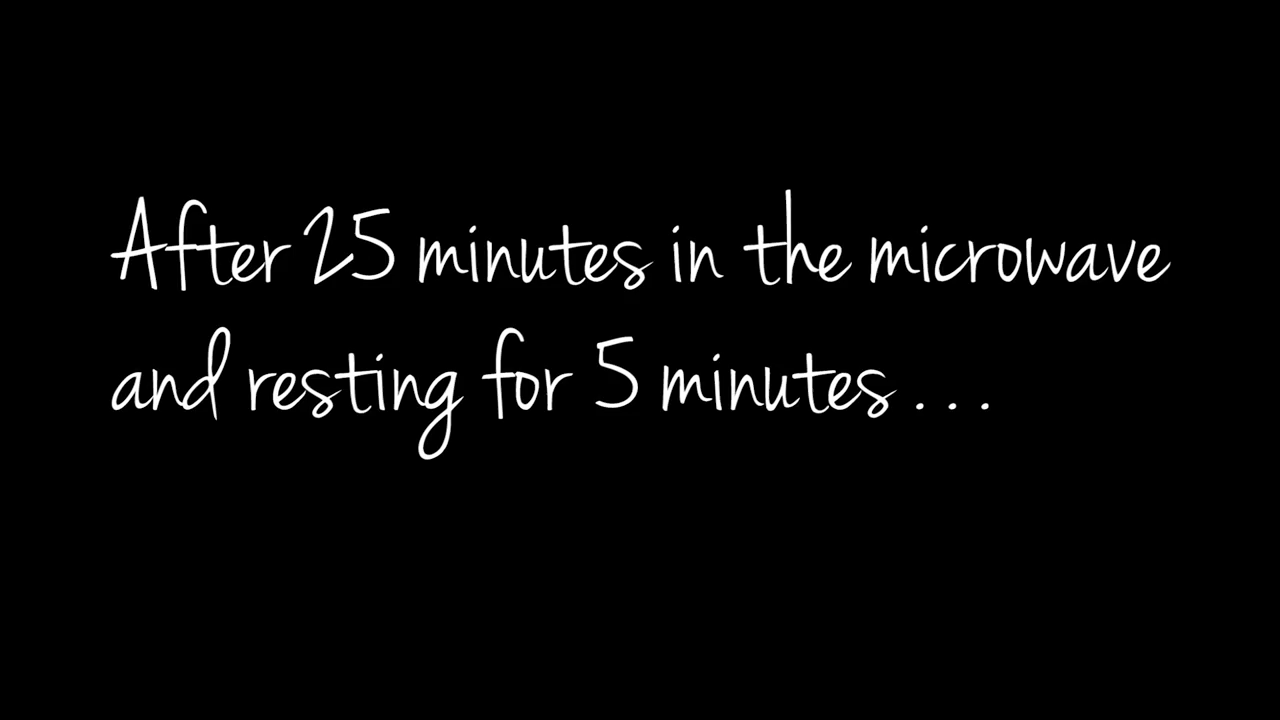 After 25 minutes in the microwave
and resting for 5 minutes...